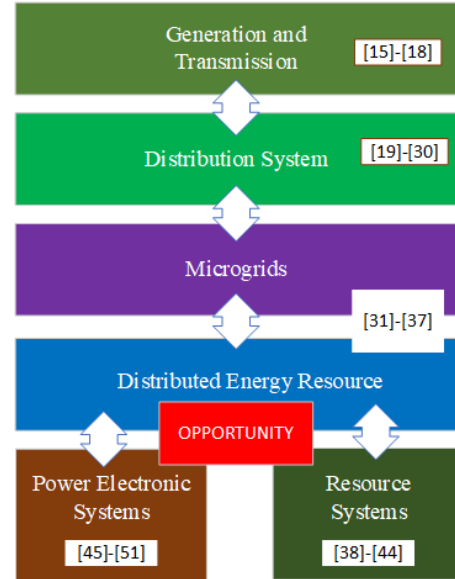 Generation and
Transmission
[15]-[18]
Distribution System
[19]-[30]
Microgrids
[31]-[37]
Distributed Energy Resource
OPPORTUNITY
Power Electronic
Systems
[45]-[51]
Resource
Systems
[38]-[44]